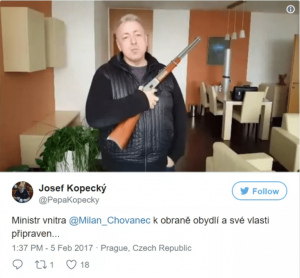 Josef Kopecký
@PepaKopecky
Follow
Ministr vnitra @Milan_Chovanec k obraně obydlí a své vlasti
připraven...
1:37 PM - 5 Feb 2017 · Prague, Czech Republic
1 18